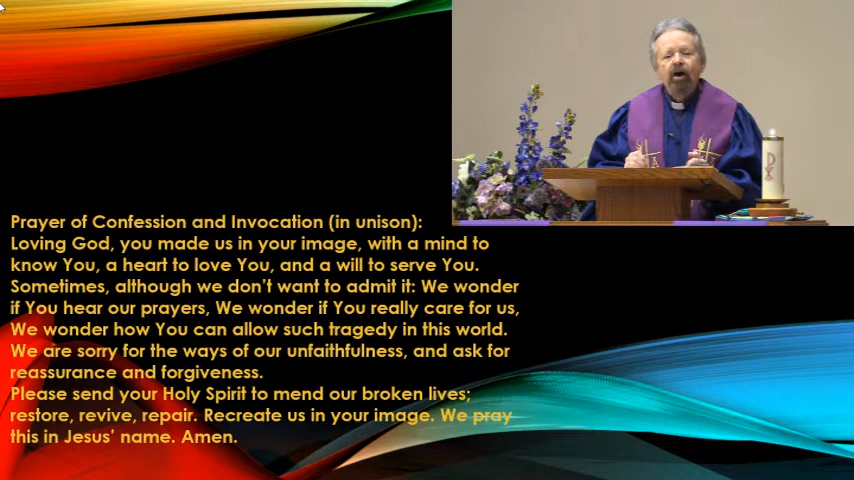 Prayer of Confession and Invocation (in unison):
Loving God, you made us in your image, with a mind to
know You, a heart to love You, and a will to serve You.
Sometimes, although we don't want to admit it: We wonder
if You hear our prayers, We wonder if You really care for us,
We wonder how You can allow such tragedy in this world.
We are sorry for the ways of our unfaithfulness, and ask for
reassurance and forgiveness.
Please send your Holy Spirit to mend our broken lives;
restore, revive, repair. Recreate us in your image. We pray
this in Jesus' name. Amen.